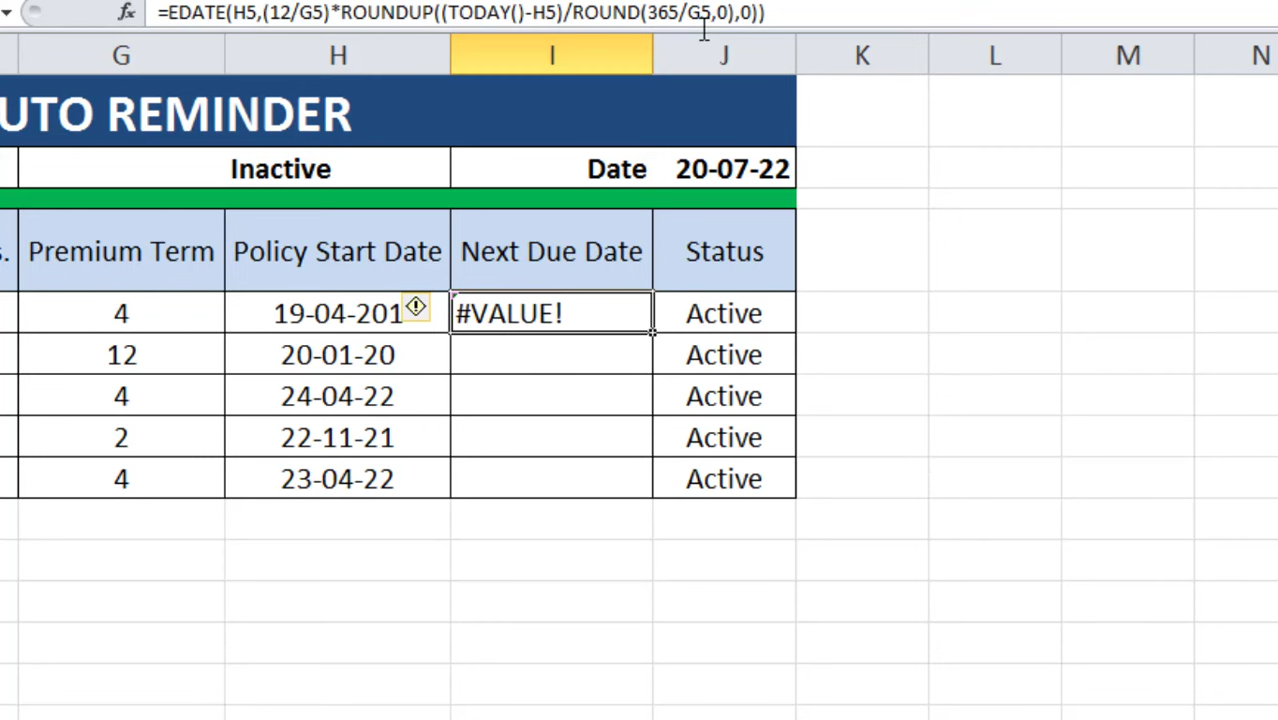 fx =EDATE(H5,(12/G5)*ROUNDUP((TODAY()-H5)/ROUND(365/G5,0),0))
G H I J K L M N
UTO REMINDER
Inactive Date 20-07-22
s. Premium Term Policy Start Date Next Due Date Status
4 19-04-201 #VALUE! Active
12 20-01-20 Active
4 24-04-22 Active
2 22-11-21 Active
4 23-04-22 Active